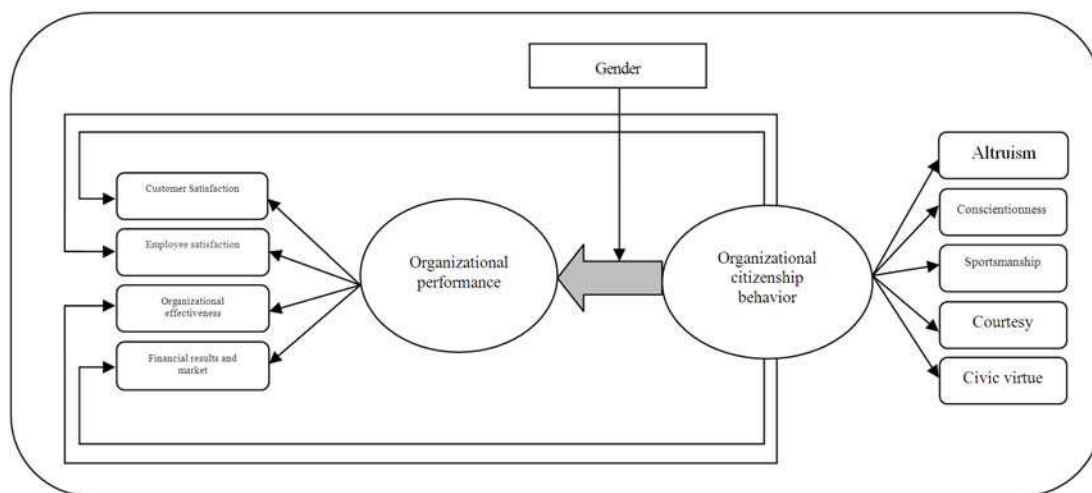 Gender
Customer Satisfaction
Employee satisfaction
Organizational
effectiveness
Financial results and
market
Organizational
performance
Organizational
citizenship
behavior
Altruism
Conscientionness
Sportsmanship
Courtesy
Civic virtue